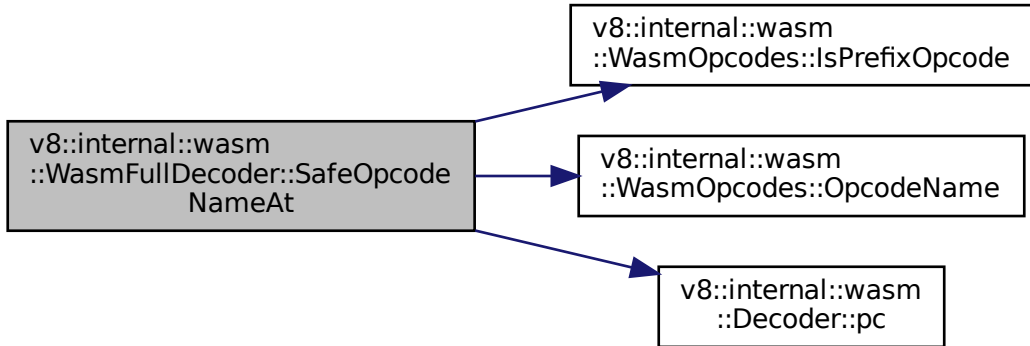 v8::internal::wasm
::WasmOpcodes::IsPrefixOpcode
v8::internal::wasm
::WasmFullDecoder::SafeOpcode
NameAt
v8::internal::wasm
::WasmOpcodes::OpcodeName
v8::internal::wasm
::Decoder::pc